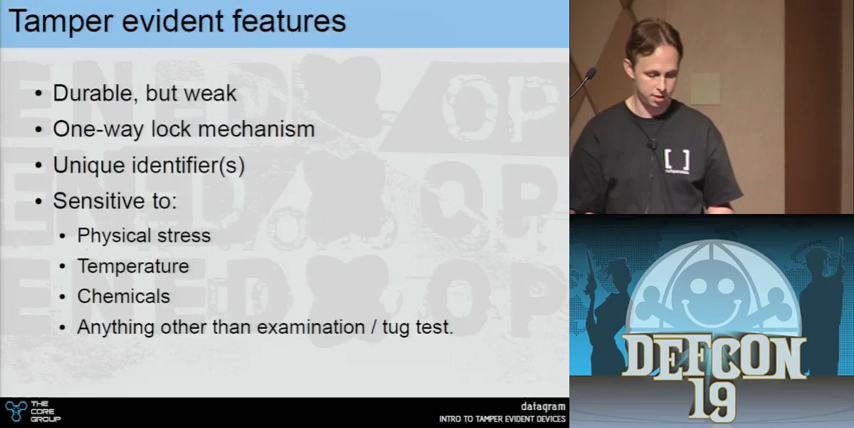 Tamper evident features
• Durable, but weak
• One-way lock mechanism
• Unique identifier(s)
• Sensitive to:
• Physical stress
• Temperature
• Chemicals
• Anything other than examination / tug test.
THE
CORE
GROUP
datagram
INTRO TO TAMPER EVIDENT DEVICES
[ ]
DEFCON
19